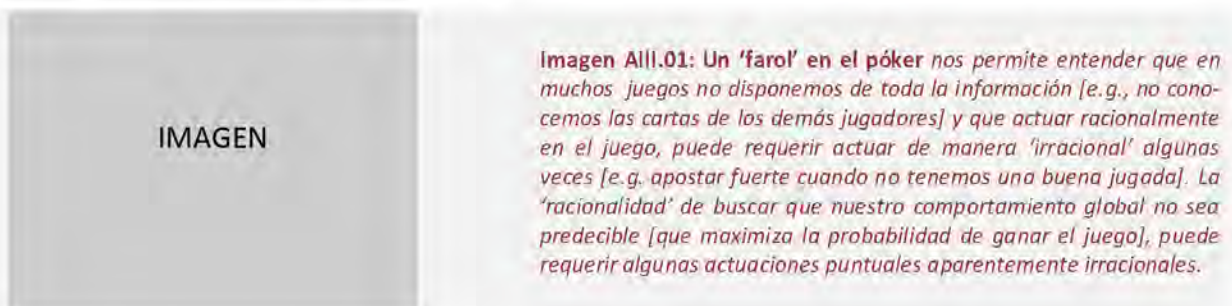 IMAGEN
Imagen AIII.01: Un 'farol' en el póker nos permite entender que en
muchos juegos no disponemos de toda la información [e.g., no cono-
cemos las cartas de los demás jugadores] y que actuar racionalmente
en el juego, puede requerir actuar de manera 'irracional' algunas
veces [e.g. apostar fuerte cuando no tenemos una buena jugada]. La
'racionalidad' de buscar que nuestro comportamiento global no sea
predecible [que maximiza la probabilidad de ganar el juego], puede
requerir algunas actuaciones puntuales aparentemente irracionales.